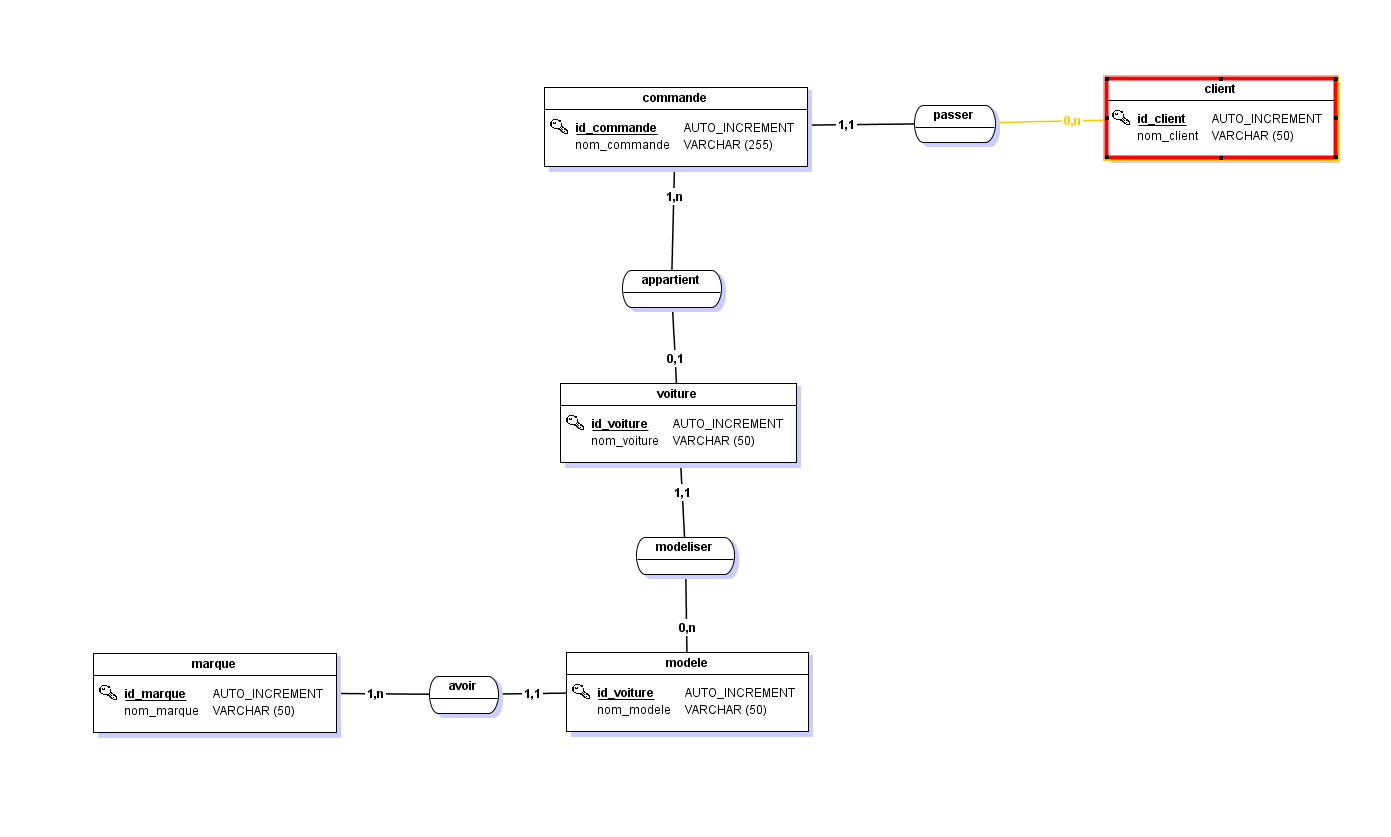 client
id_client AUTO_INCREMENT
nom_client VARCHAR (50)
commande
id_commande AUTO_INCREMENT
nom_commande VARCHAR (255)
1,1
passer
0,n
1,n
appartient
0,1
voiture
id_voiture AUTO_INCREMENT
nom_voiture VARCHAR (50)
1,1
modeliser
0,n
marque
id_marque AUTO_INCREMENT
nom_marque VARCHAR (50)
1,n
avoir
1,1
modele
id_voiture AUTO_INCREMENT
nom_modele VARCHAR (50)